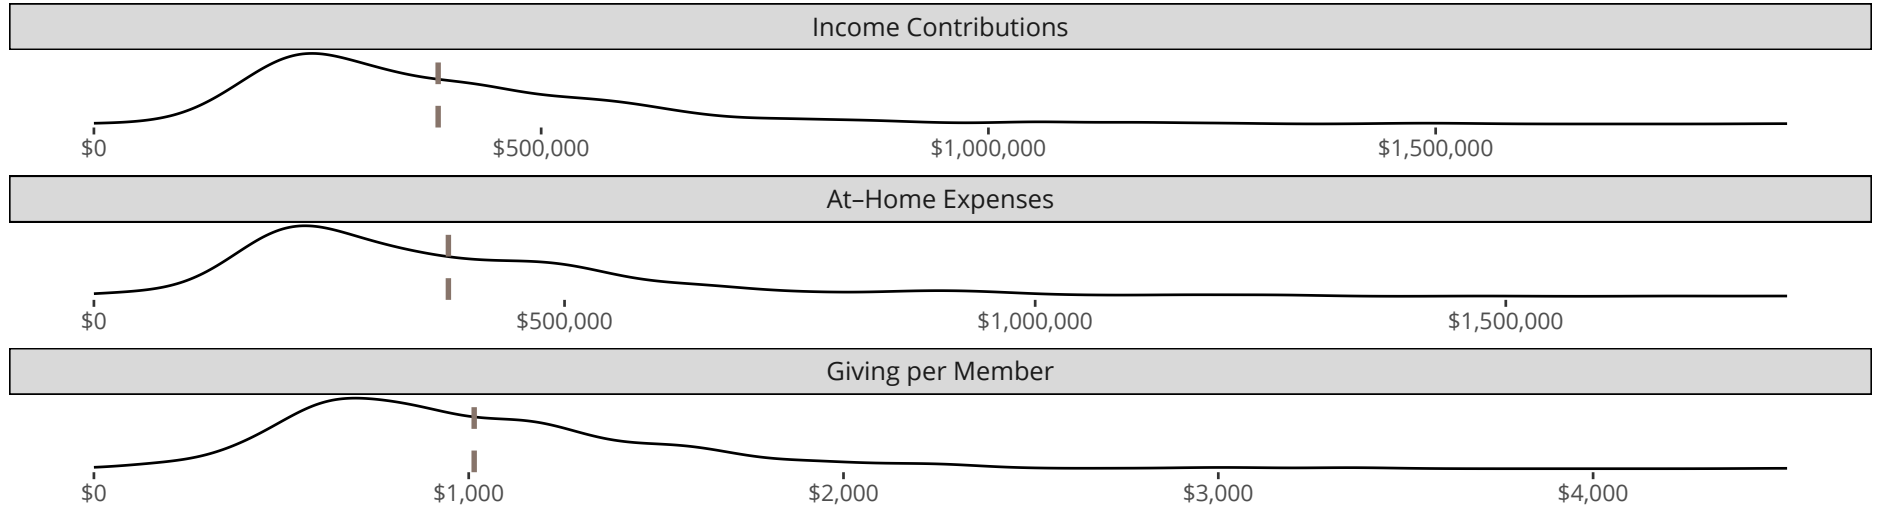 Income Contributions
$0 $500,000 $1,000,000 $1,500,000
At–Home Expenses
$0 $500,000 $1,000,000 $1,500,000
Giving per Member
$0 $1,000 $2,000 $3,000 $4,000